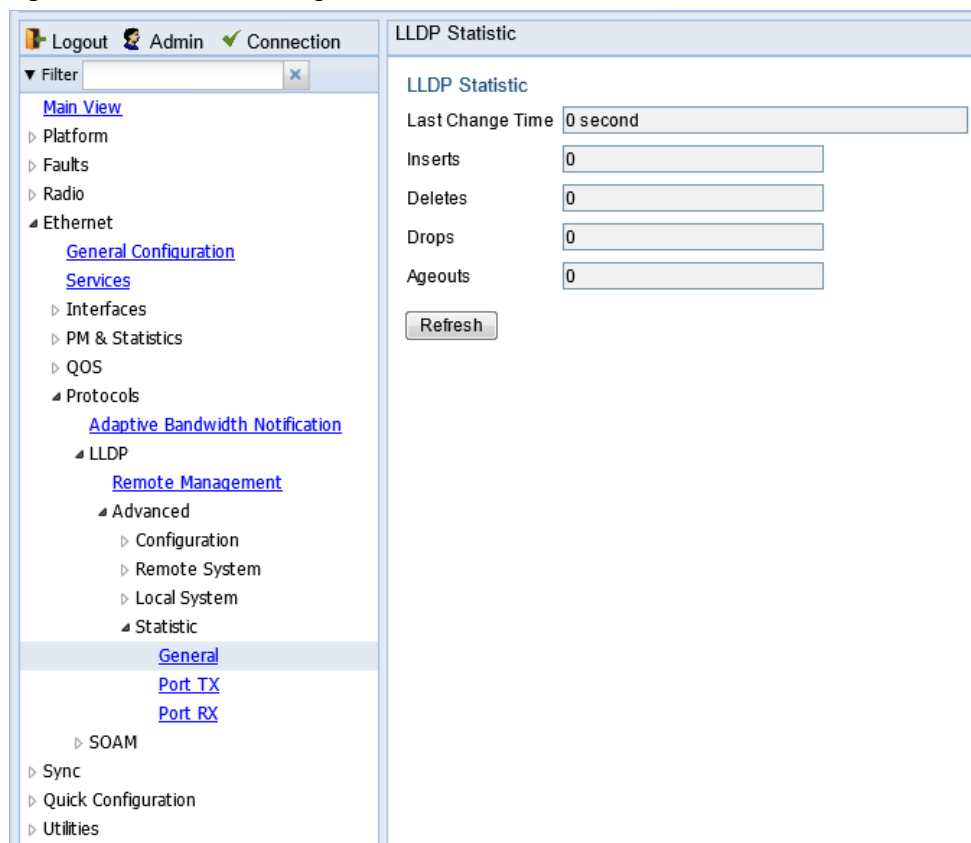 Logout Admin Connection
Filter
Main View
Platform
Faults
Radio
Ethernet
General Configuration
Services
Interfaces
PM & Statistics
QOS
Protocols
Adaptive Bandwidth Notification
LLDP
Remote Management
Advanced
Configuration
Remote System
Local System
Statistic
General
Port TX
Port RX
SOAM
Sync
Quick Configuration
Utilities
LLDP Statistic
LLDP Statistic
Last Change Time 0 second
Inserts 0
Deletes 0
Drops 0
Ageouts 0
Refresh